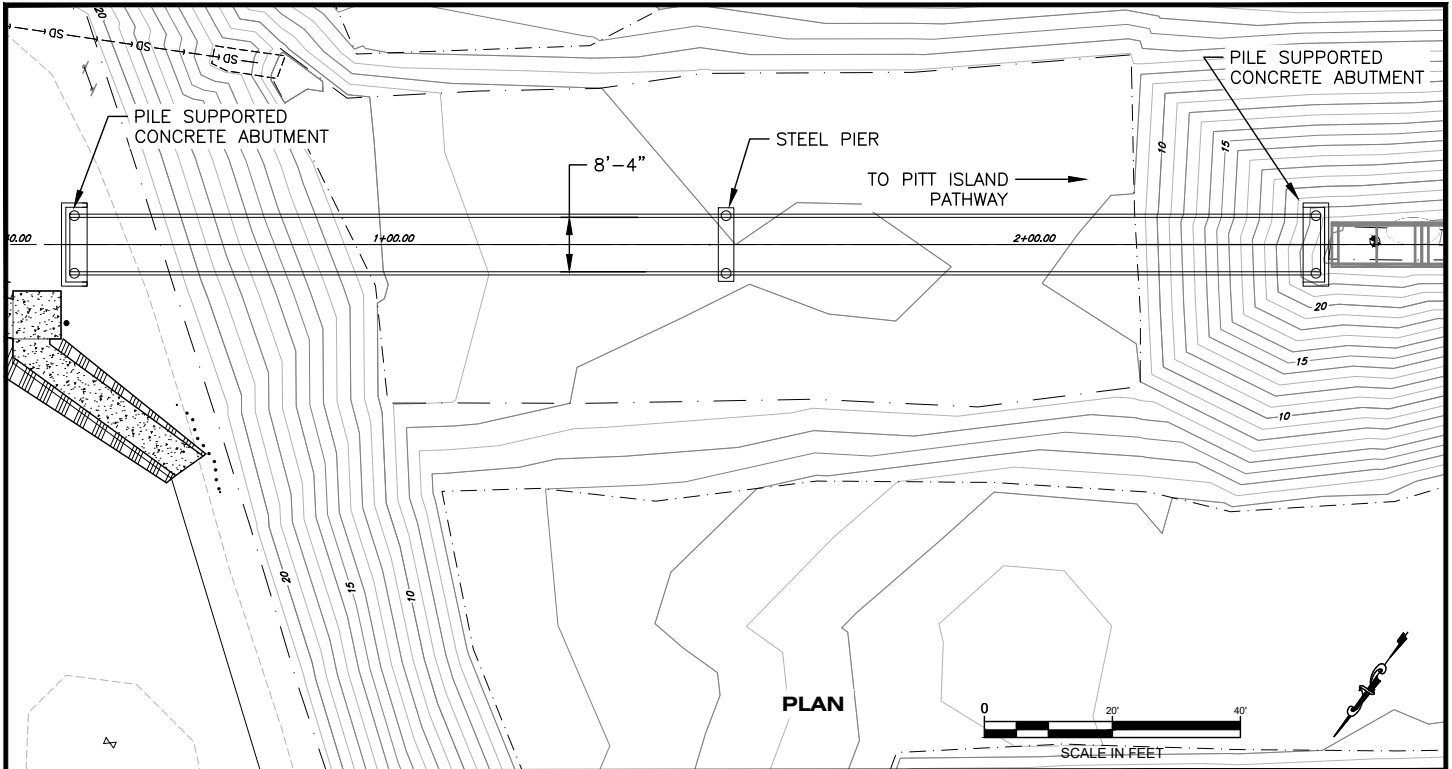 20
SD
SD
SD
PILE SUPPORTED
CONCRETE ABUTMENT
PILE SUPPORTED
CONCRETE ABUTMENT
8'-4"
STEEL PIER
TO PITT ISLAND
PATHWAY
10
15
1+00.00
2+00.00
20
15
10
20
15
10
PLAN
0
20'
40'
SCALE IN FEET